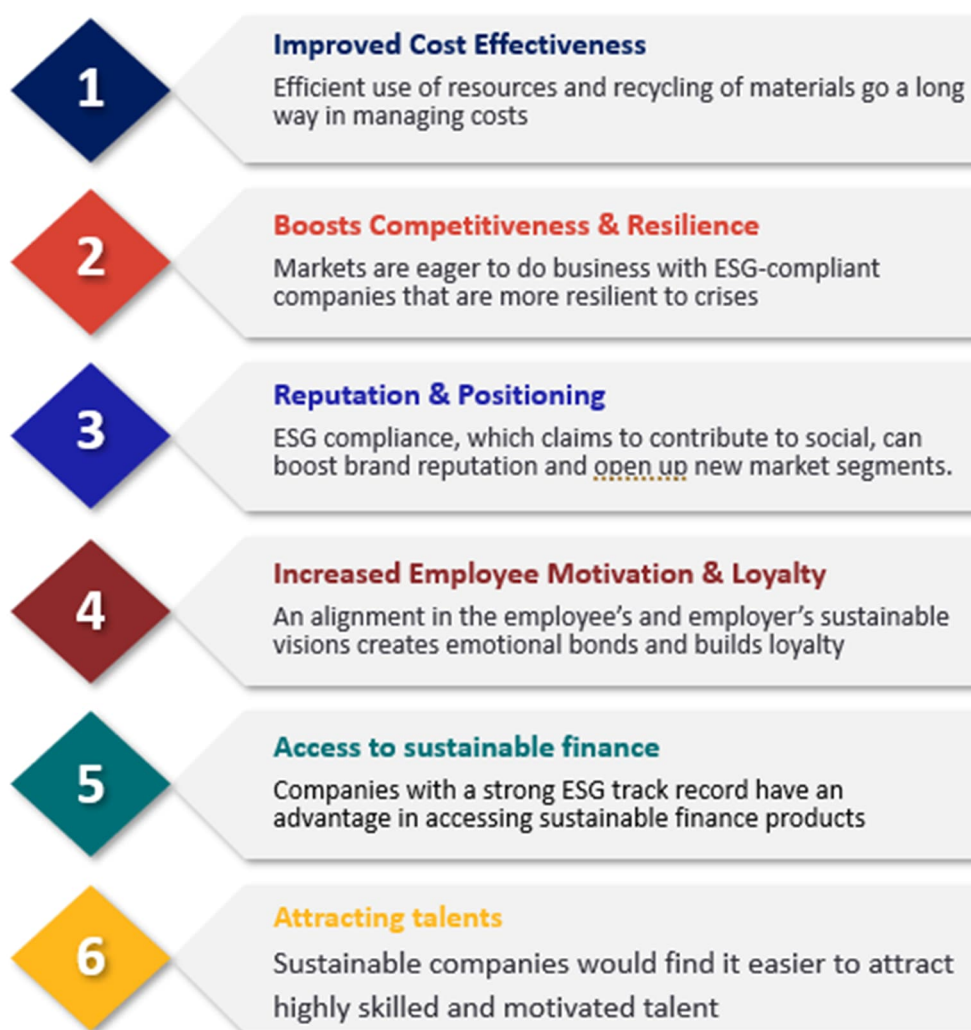 1
Improved Cost Effectiveness
Efficient use of resources and recycling of materials go a long
way in managing costs
2
Boosts Competitiveness & Resilience
Markets are eager to do business with ESG-compliant
companies that are more resilient to crises
3
Reputation & Positioning
ESG compliance, which claims to contribute to social, can
boost brand reputation and open up new market segments.
4
Increased Employee Motivation & Loyalty
An alignment in the employee’s and employer’s sustainable
visions creates emotional bonds and builds loyalty
5
Access to sustainable finance
Companies with a strong ESG track record have an
advantage in accessing sustainable finance products
6
Attracting talents
Sustainable companies would find it easier to attract
highly skilled and motivated talent